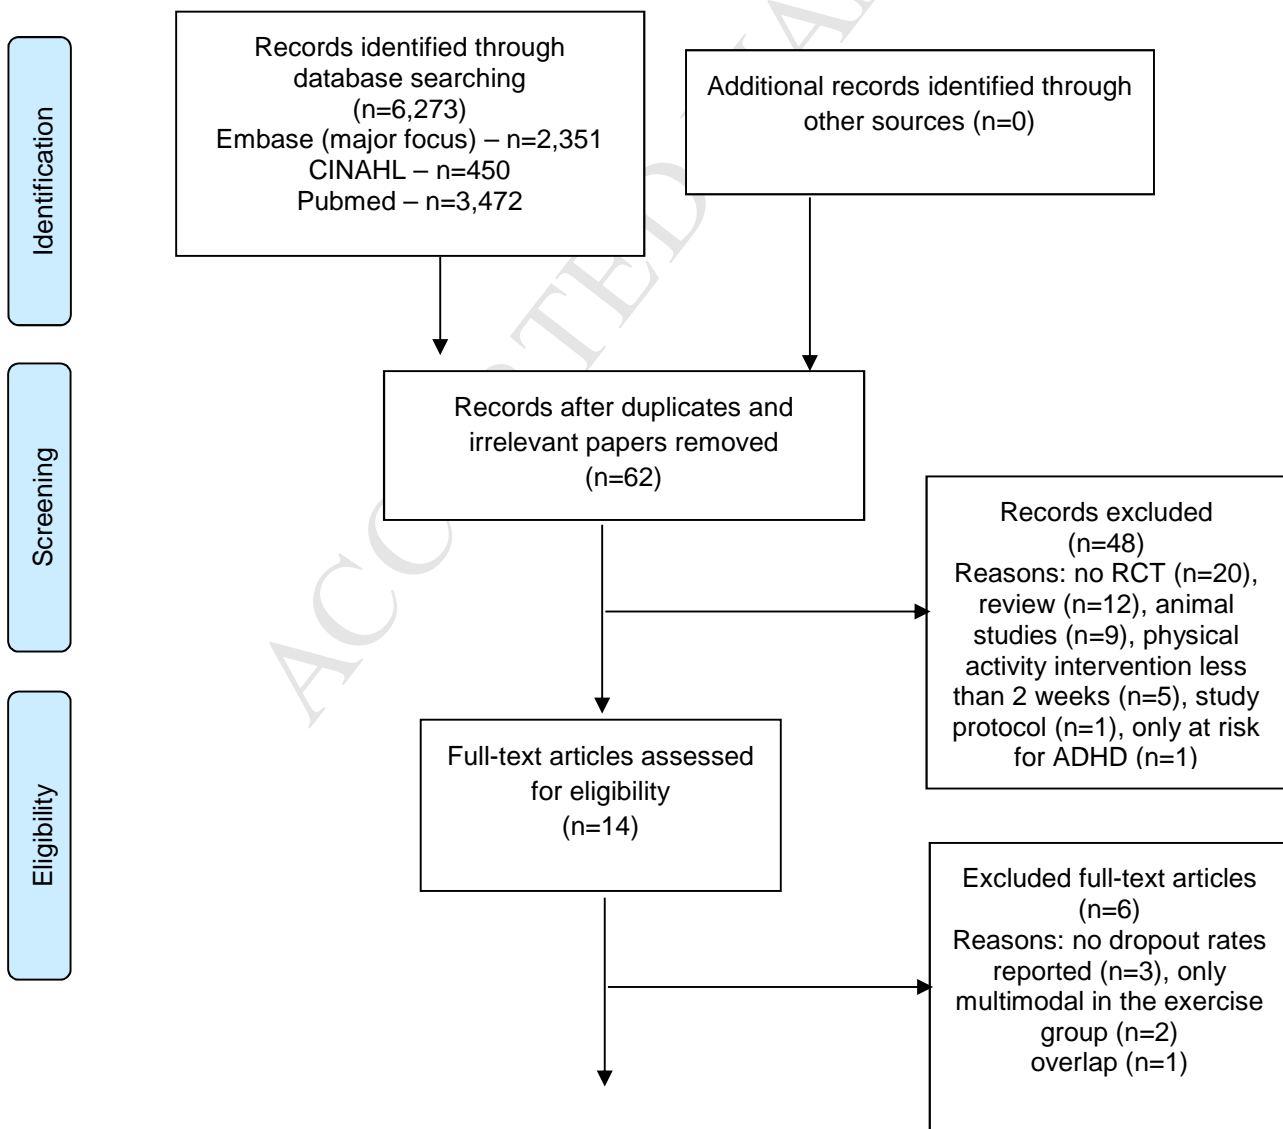 Records identified through
database searching
(n=6,273)
Embase (major focus) – n=2,351
CINAHL – n=450
Pubmed – n=3,472
Additional records identified through
other sources (n=0)
Identification
Records after duplicates and
irrelevant papers removed
(n=62)
Screening
Records excluded
(n=48)
Reasons: no RCT (n=20),
review (n=12), animal
studies (n=9), physical
activity intervention less
than 2 weeks (n=5), study
protocol (n=1), only at risk
for ADHD (n=1)
Full-text articles assessed
for eligibility
(n=14)
Eligibility
Excluded full-text articles
(n=6)
Reasons: no dropout rates
reported (n=3), only
multimodal in the exercise
group (n=2)
overlap (n=1)